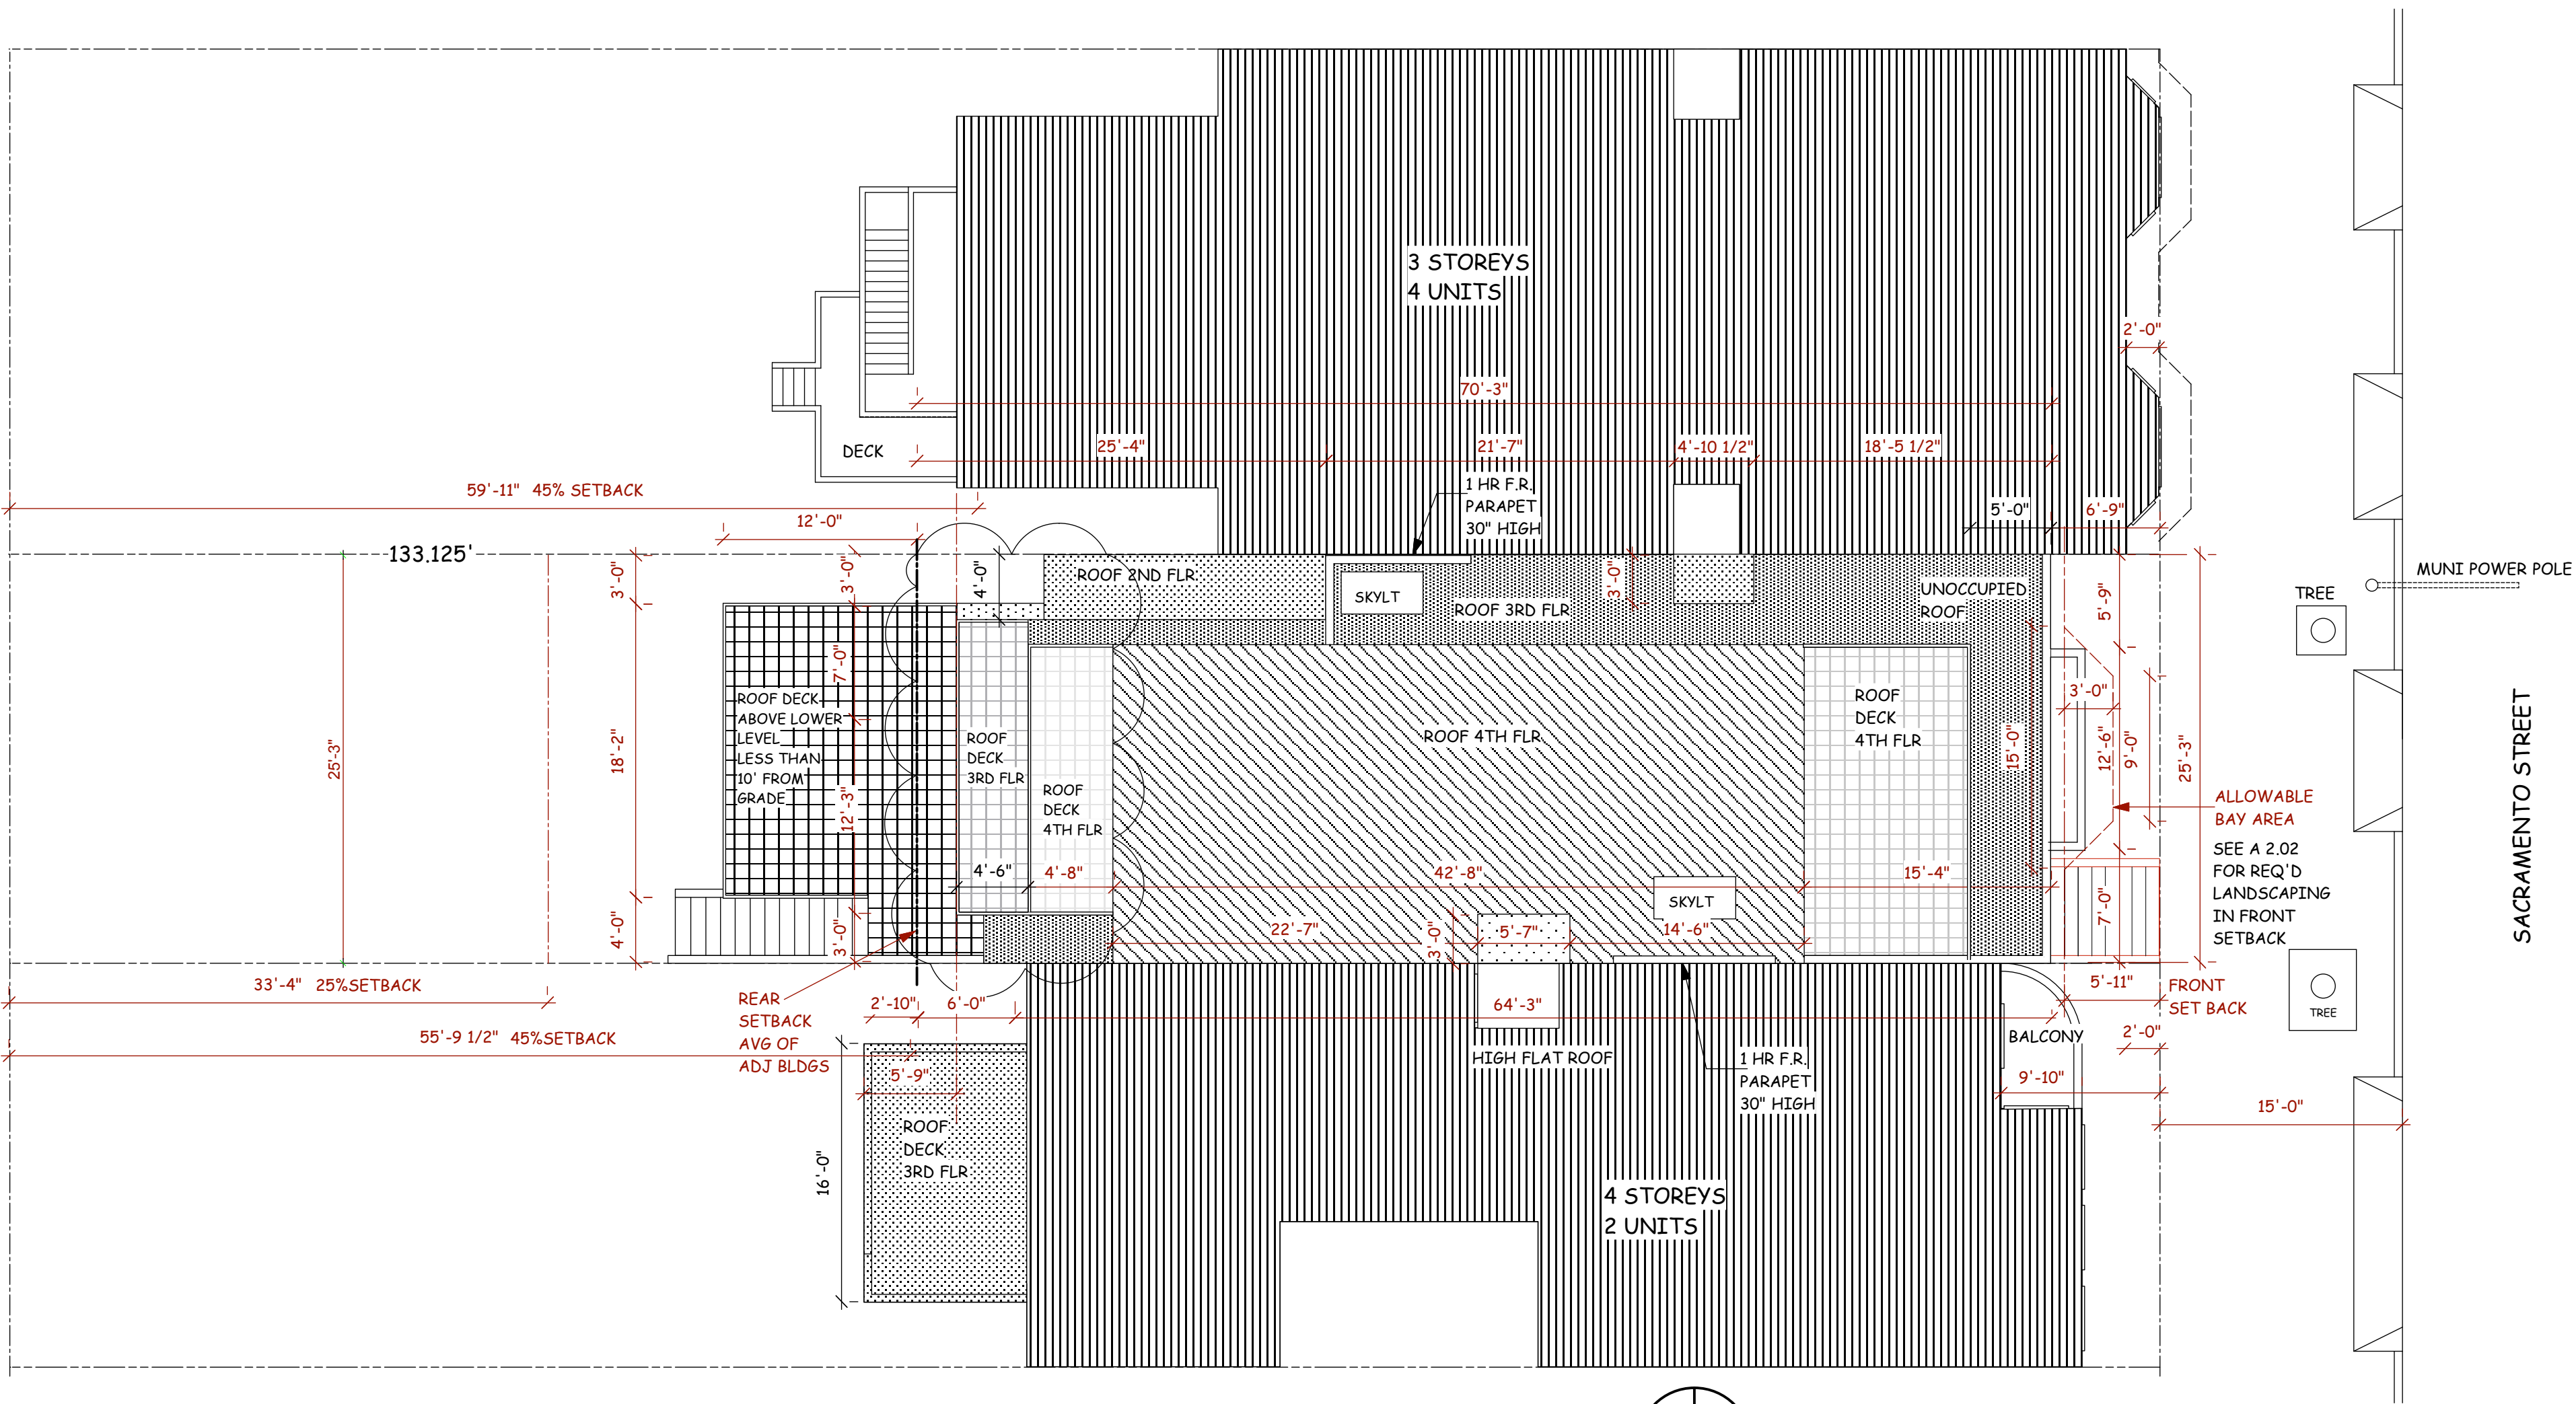 3 STOREYS
4 UNITS
2'-0"
70'-3"
DECK
25'-4"
21'-7"
4'-10 1/2"
18'-5 1/2"
59'-11" 45% SETBACK
1 HR F.R.
PARAPET
30" HIGH
5'-0"
6'-9"
12'-0"
133.125'
3'-0"
3'-0"
4'-0"
ROOF 2ND FLR
SKYLT
ROOF 3RD FLR
3'-0"
UNOCCUPIED
ROOF
5'-9"
TREE
MUNI POWER POLE
7'-0"
ROOF DECK
ABOVE LOWER
LEVEL
LESS THAN
10' FROM
GRADE
25'-3"
18'-2"
12'-3"
ROOF
DECK
3RD FLR
ROOF
DECK
4TH FLR
ROOF 4TH FLR
ROOF
DECK
4TH FLR
15'-0"
3'-0"
12'-6"
9'-0"
25'-3"
ALLOWABLE
BAY AREA
SEE A 2.02
FOR REQ'D
LANDSCAPING
IN FRONT
SETBACK
SACRAMENTO STREET
4'-6"
4'-8"
42'-8"
15'-4"
SKYLT
4'-0"
3'-0"
22'-7"
3'-0"
5'-7"
14'-6"
7'-0"
33'-4" 25%SETBACK
REAR
SETBACK
AVG OF
ADJ BLDGS
2'-10"
6'-0"
64'-3"
5'-11"
FRONT
SET BACK
TREE
55'-9 1/2" 45%SETBACK
HIGH FLAT ROOF
1 HR F.R.
PARAPET
30" HIGH
BALCONY
2'-0"
5'-9"
9'-10"
15'-0"
ROOF
DECK
3RD FLR
16'-0"
4 STOREYS
2 UNITS